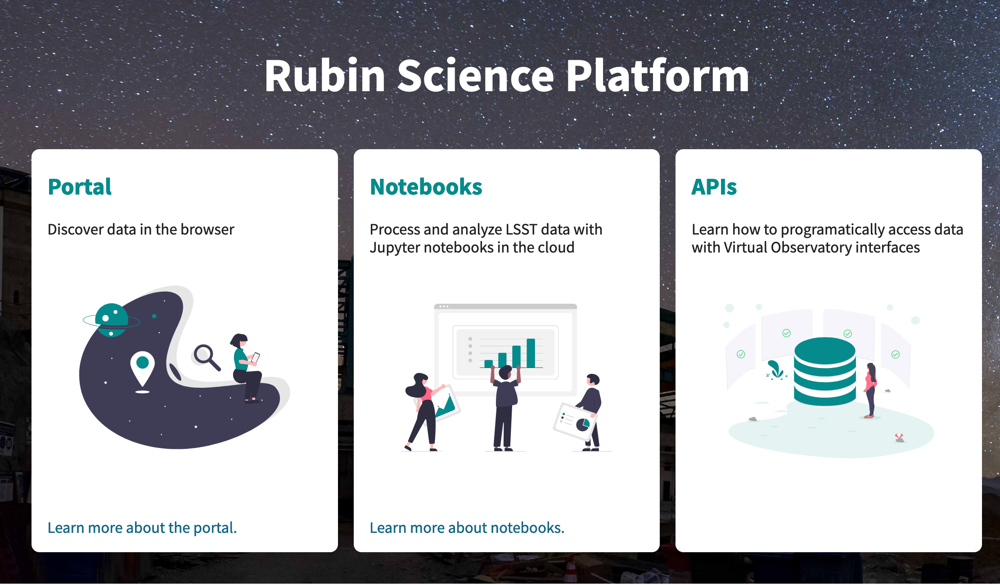 Rubin Science Platform
Portal
Discover data in the browser
Learn more about the portal.
Notebooks
Process and analyze LSST data with
Jupyter notebooks in the cloud
Learn more about notebooks.
APIs
Learn how to programatically access data
with Virtual Observatory interfaces